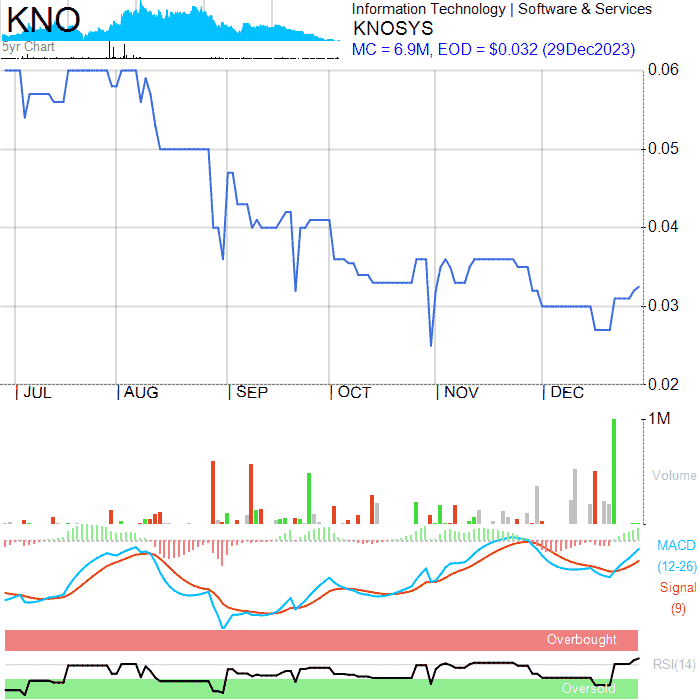 KNO
5yr Chart
Information Technology | Software & Services
KNOSYS
MC = 6.9M, EOD = $0.032 (29Dec2023)
0.06
0.05
0.04
0.03
0.02
JUL AUG SEP OCT NOV DEC
1M
Volume
MACD
(12-26)
Signal
(9)
Overbought
RSI(14)
Oversold